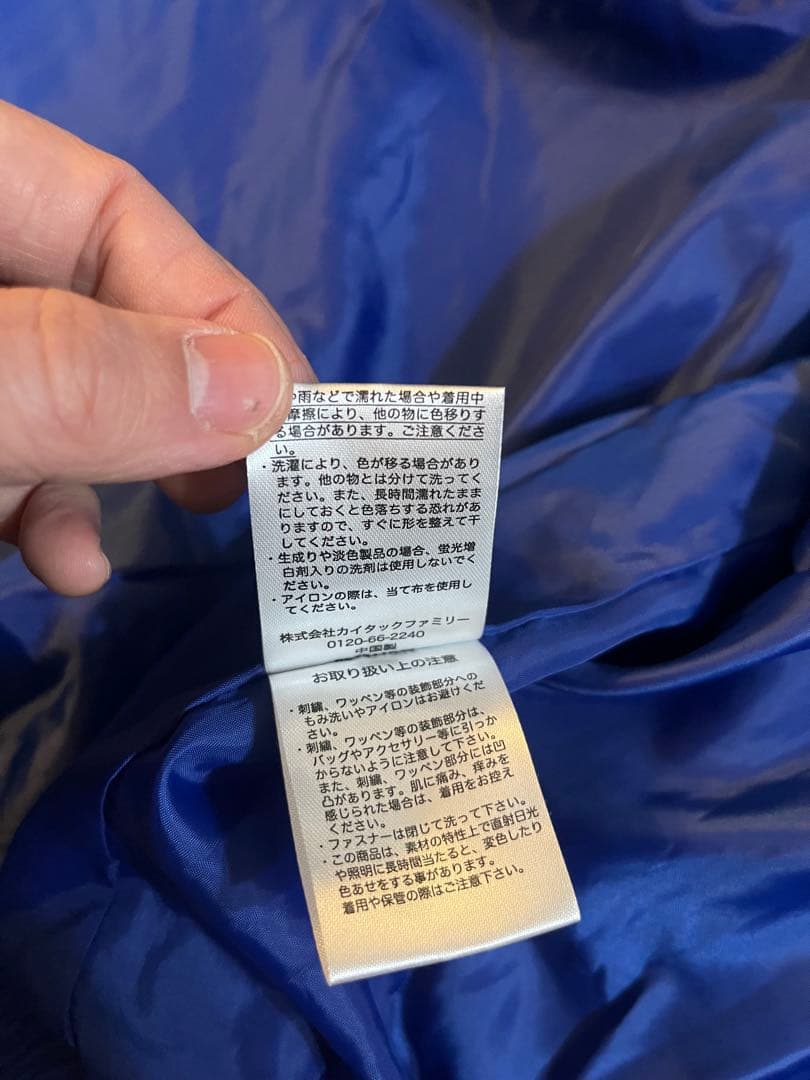 や雨などで濡れた場合や着用中
摩擦により、他の物に色移りす
る場合があります。ご注意くださ
い。
・洗濯により、色が移る場合があり
ます。他の物とは分けて洗ってく
ださい。また、長時間濡れたまま
にしておくと色落ちする恐れがあ
りますので、すぐに形を整えて干
してください。
・生成りや淡色製品の場合、蛍光増
白剤入りの洗剤は使用しないでく
ださい。
・アイロンの際は、当て布を使用し
てください。
株式会社カイタックファミリー
0120-66-2240
中国製
お取り扱い上の注意
・刺繍、ワッペン等の装飾部分への
もみ洗いやアイロンはお避けくだ
さい。
・刺繍、ワッペン等の装飾部分は、
バッグやアクセサリー等に引っか
からないように注意して下さい。
また、刺繍、ワッペン部分には凹
凸があります。肌に痛み、痒みを
感じられた場合は、着用をお控え
ください。
・ファスナーは閉じて洗って下さい。
・この商品は、素材の特性上で直射日光
や照明に長時間当たると、変色したり
色あせをする事があります。
着用や保管の際はご注意下さい。